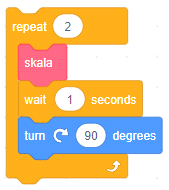 repeat 2
skala
wait 1 seconds
turn 90 degrees